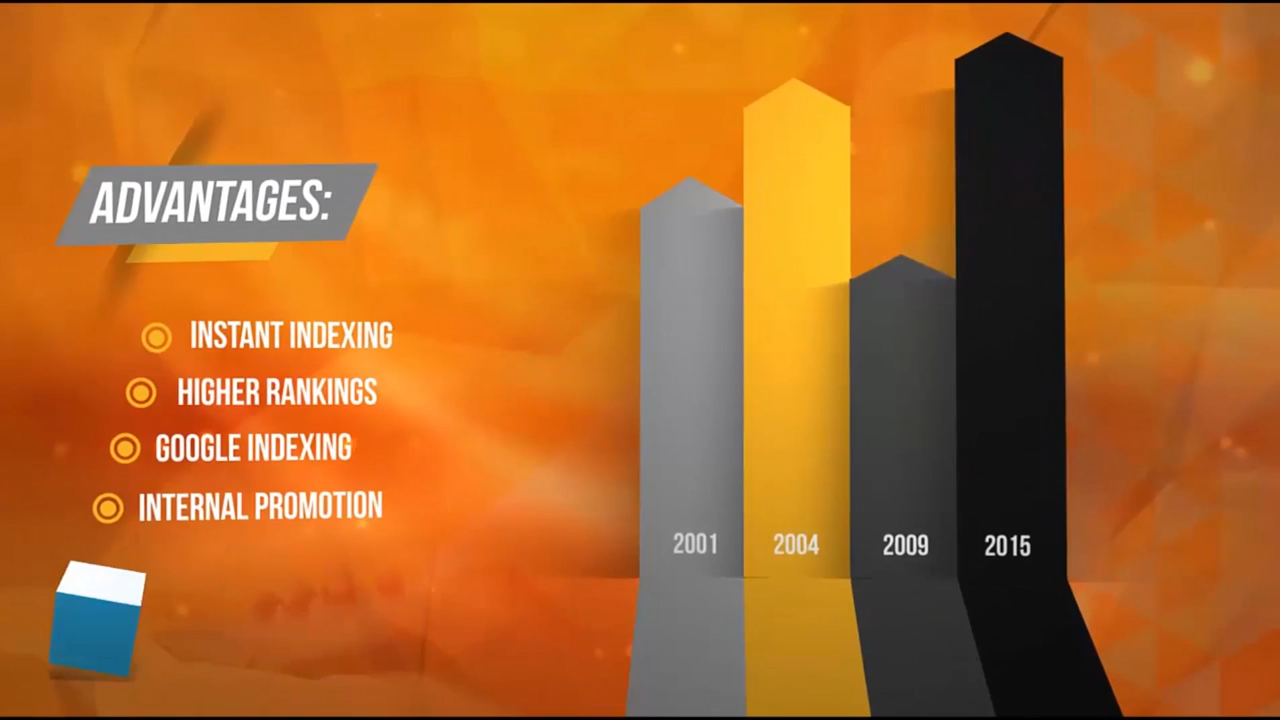 ADVANTAGES:
INSTANT INDEXING
HIGHER RANKINGS
GOOGLE INDEXING
INTERNAL PROMOTION
2001 2004 2009 2015